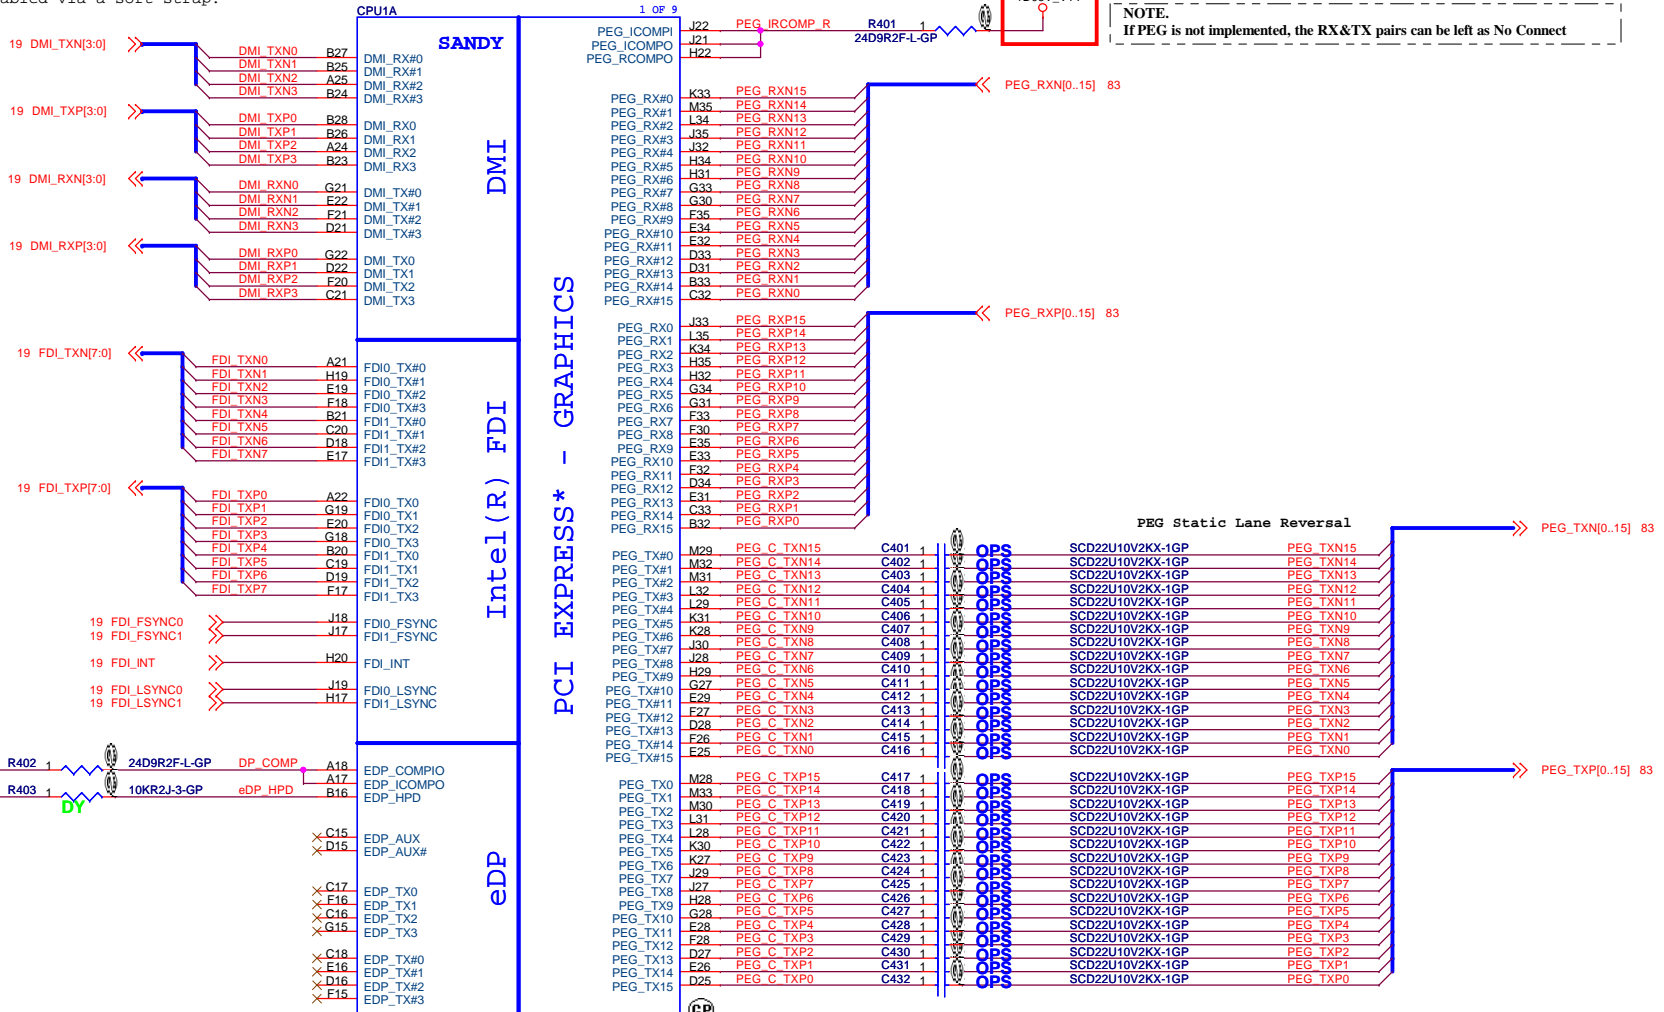 abled via a soft strap.
CPU1A
1 OF 9
SANDY
DMI
Intel(R) FDI
eDP
PCI EXPRESS* - GRAPHICS
NOTE.
If PEG is not implemented, the RX&TX pairs can be left as No Connect
19 DMI_TXN[3:0]
DMI_TXN0 B27 DMI_RX#0
DMI_TXN1 B25 DMI_RX#1
DMI_TXN2 A25 DMI_RX#2
DMI_TXN3 B24 DMI_RX#3
19 DMI_TXP[3:0]
DMI_TXP0 B28 DMI_RX0
DMI_TXP1 B26 DMI_RX1
DMI_TXP2 A24 DMI_RX2
DMI_TXP3 B23 DMI_RX3
19 DMI_RXN[3:0]
DMI_RXN0 G21 DMI_TX#0
DMI_RXN1 E22 DMI_TX#1
DMI_RXN2 F21 DMI_TX#2
DMI_RXN3 D21 DMI_TX#3
19 DMI_RXP[3:0]
DMI_RXP0 G22 DMI_TX0
DMI_RXP1 D22 DMI_TX1
DMI_RXP2 F20 DMI_TX2
DMI_RXP3 C21 DMI_TX3
19 FDI_TXN[7:0]
FDI_TXN0 A21 FDI0_TX#0
FDI_TXN1 H19 FDI0_TX#1
FDI_TXN2 E19 FDI0_TX#2
FDI_TXN3 F18 FDI0_TX#3
FDI_TXN4 B21 FDI1_TX#0
FDI_TXN5 C20 FDI1_TX#1
FDI_TXN6 D18 FDI1_TX#2
FDI_TXN7 E17 FDI1_TX#3
19 FDI_TXP[7:0]
FDI_TXP0 A22 FDI0_TX0
FDI_TXP1 G19 FDI0_TX1
FDI_TXP2 E20 FDI0_TX2
FDI_TXP3 G18 FDI0_TX3
FDI_TXP4 B20 FDI1_TX0
FDI_TXP5 C19 FDI1_TX1
FDI_TXP6 D19 FDI1_TX2
FDI_TXP7 F17 FDI1_TX3
19 FDI_FSYNC0 J18 FDI0_FSYNC
19 FDI_FSYNC1 J17 FDI1_FSYNC
19 FDI_INT H20 FDI_INT
19 FDI_LSYNC0 J19 FDI0_LSYNC
19 FDI_LSYNC1 H17 FDI1_LSYNC
R402 1 24D9R2F-L-GP DP_COMP A18 EDP_COMPIO
A17 EDP_ICOMPO
R403 1 10KR2J-3-GP eDP_HPD B16 EDP_HPD
DY
C15 EDP_AUX
D15 EDP_AUX#
C17 EDP_TX0
F16 EDP_TX1
C16 EDP_TX2
G15 EDP_TX3
C18 EDP_TX#0
E16 EDP_TX#1
D16 EDP_TX#2
F15 EDP_TX#3
PEG_ICOMPI J22 PEG_IRCOMP_R R401 1
24D9R2F-L-GP
PEG_ICOMPO J21
PEG_RCOMPO H22
PEG_RXN[0..15] 83
PEG_RX#0 K33 PEG_RXN15
PEG_RX#1 M35 PEG_RXN14
PEG_RX#2 L34 PEG_RXN13
PEG_RX#3 J35 PEG_RXN12
PEG_RX#4 J32 PEG_RXN11
PEG_RX#5 H34 PEG_RXN10
PEG_RX#6 H31 PEG_RXN9
PEG_RX#7 G33 PEG_RXN8
PEG_RX#8 G30 PEG_RXN7
PEG_RX#9 F35 PEG_RXN6
PEG_RX#10 E34 PEG_RXN5
PEG_RX#11 E32 PEG_RXN4
PEG_RX#12 D33 PEG_RXN3
PEG_RX#13 D31 PEG_RXN2
PEG_RX#14 B33 PEG_RXN1
PEG_RX#15 C32 PEG_RXN0
PEG_RXP[0..15] 83
PEG_RX0 J33 PEG_RXP15
PEG_RX1 L35 PEG_RXP14
PEG_RX2 K34 PEG_RXP13
PEG_RX3 H35 PEG_RXP12
PEG_RX4 H32 PEG_RXP11
PEG_RX5 G34 PEG_RXP10
PEG_RX6 G31 PEG_RXP9
PEG_RX7 F33 PEG_RXP8
PEG_RX8 F30 PEG_RXP7
PEG_RX9 E35 PEG_RXP6
PEG_RX10 E33 PEG_RXP5
PEG_RX11 F32 PEG_RXP4
PEG_RX12 D34 PEG_RXP3
PEG_RX13 E31 PEG_RXP2
PEG_RX14 C33 PEG_RXP1
PEG_RX15 B32 PEG_RXP0
PEG Static Lane Reversal
PEG_TXN[0..15] 83
PEG_TX#0 M29 PEG_C_TXN15 C401 1 OPS SCD22U10V2KX-1GP PEG_TXN15
PEG_TX#1 M32 PEG_C_TXN14 C402 1 OPS SCD22U10V2KX-1GP PEG_TXN14
PEG_TX#2 M31 PEG_C_TXN13 C403 1 OPS SCD22U10V2KX-1GP PEG_TXN13
PEG_TX#3 L32 PEG_C_TXN12 C404 1 OPS SCD22U10V2KX-1GP PEG_TXN12
PEG_TX#4 L29 PEG_C_TXN11 C405 1 OPS SCD22U10V2KX-1GP PEG_TXN11
PEG_TX#5 K31 PEG_C_TXN10 C406 1 OPS SCD22U10V2KX-1GP PEG_TXN10
PEG_TX#6 K28 PEG_C_TXN9 C407 1 OPS SCD22U10V2KX-1GP PEG_TXN9
PEG_TX#7 J30 PEG_C_TXN8 C408 1 OPS SCD22U10V2KX-1GP PEG_TXN8
PEG_TX#8 J28 PEG_C_TXN7 C409 1 OPS SCD22U10V2KX-1GP PEG_TXN7
PEG_TX#9 H29 PEG_C_TXN6 C410 1 OPS SCD22U10V2KX-1GP PEG_TXN6
PEG_TX#10 G27 PEG_C_TXN5 C411 1 OPS SCD22U10V2KX-1GP PEG_TXN5
PEG_TX#11 E29 PEG_C_TXN4 C412 1 OPS SCD22U10V2KX-1GP PEG_TXN4
PEG_TX#12 F27 PEG_C_TXN3 C413 1 OPS SCD22U10V2KX-1GP PEG_TXN3
PEG_TX#13 D28 PEG_C_TXN2 C414 1 OPS SCD22U10V2KX-1GP PEG_TXN2
PEG_TX#14 F26 PEG_C_TXN1 C415 1 OPS SCD22U10V2KX-1GP PEG_TXN1
PEG_TX#15 E25 PEG_C_TXN0 C416 1 OPS SCD22U10V2KX-1GP PEG_TXN0
PEG_TXP[0..15] 83
PEG_TX0 M28 PEG_C_TXP15 C417 1 OPS SCD22U10V2KX-1GP PEG_TXP15
PEG_TX1 M33 PEG_C_TXP14 C418 1 OPS SCD22U10V2KX-1GP PEG_TXP14
PEG_TX2 M30 PEG_C_TXP13 C419 1 OPS SCD22U10V2KX-1GP PEG_TXP13
PEG_TX3 L31 PEG_C_TXP12 C420 1 OPS SCD22U10V2KX-1GP PEG_TXP12
PEG_TX4 L28 PEG_C_TXP11 C421 1 OPS SCD22U10V2KX-1GP PEG_TXP11
PEG_TX5 K30 PEG_C_TXP10 C422 1 OPS SCD22U10V2KX-1GP PEG_TXP10
PEG_TX6 K27 PEG_C_TXP9 C423 1 OPS SCD22U10V2KX-1GP PEG_TXP9
PEG_TX7 J29 PEG_C_TXP8 C424 1 OPS SCD22U10V2KX-1GP PEG_TXP8
PEG_TX8 J27 PEG_C_TXP7 C425 1 OPS SCD22U10V2KX-1GP PEG_TXP7
PEG_TX9 H28 PEG_C_TXP6 C426 1 OPS SCD22U10V2KX-1GP PEG_TXP6
PEG_TX10 G28 PEG_C_TXP5 C427 1 OPS SCD22U10V2KX-1GP PEG_TXP5
PEG_TX11 E28 PEG_C_TXP4 C428 1 OPS SCD22U10V2KX-1GP PEG_TXP4
PEG_TX12 F28 PEG_C_TXP3 C429 1 OPS SCD22U10V2KX-1GP PEG_TXP3
PEG_TX13 D27 PEG_C_TXP2 C430 1 OPS SCD22U10V2KX-1GP PEG_TXP2
PEG_TX14 E26 PEG_C_TXP1 C431 1 OPS SCD22U10V2KX-1GP PEG_TXP1
PEG_TX15 D25 PEG_C_TXP0 C432 1 OPS SCD22U10V2KX-1GP PEG_TXP0
GP